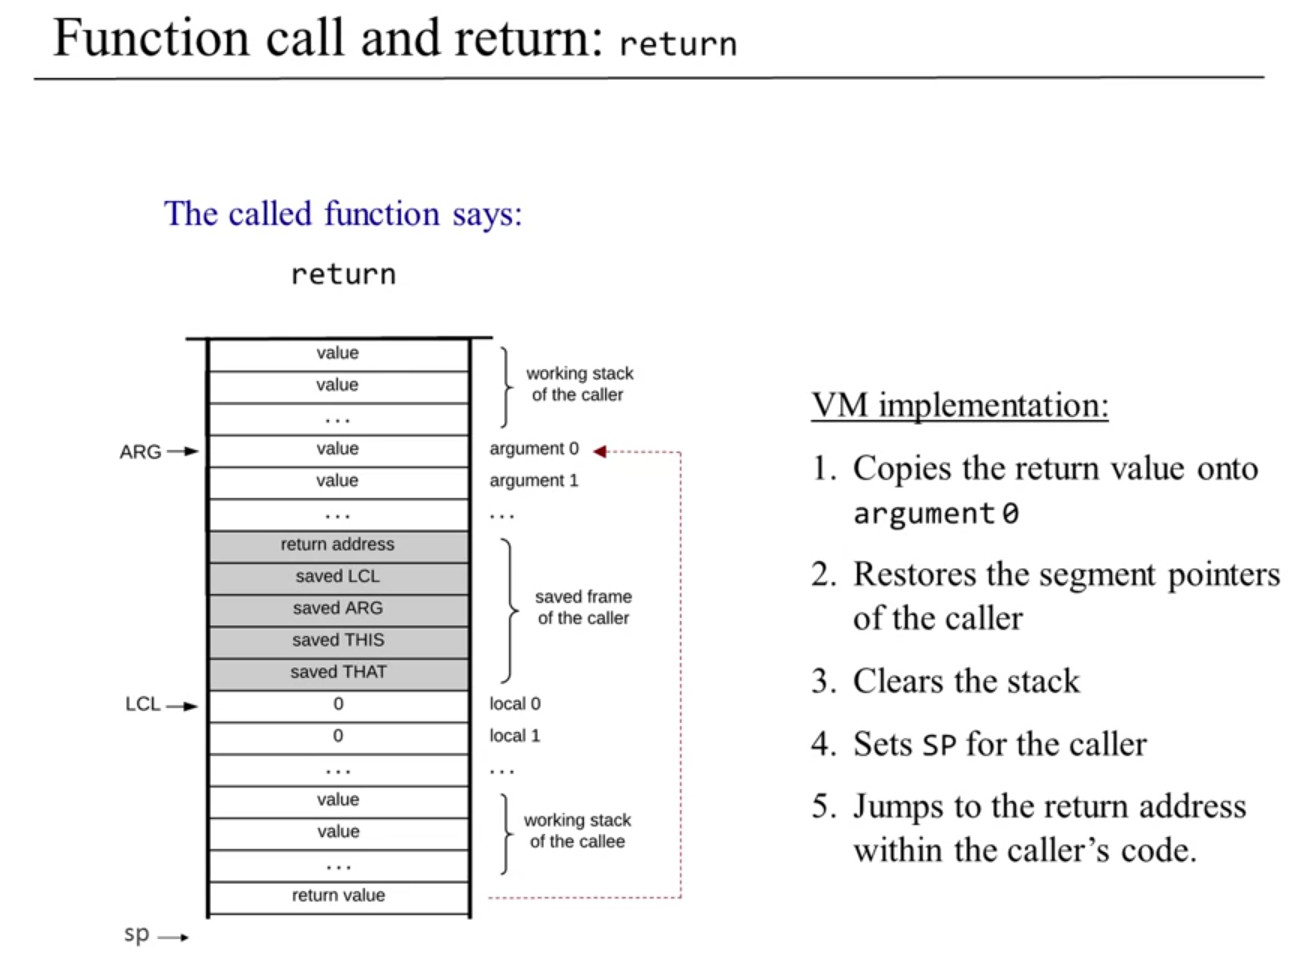 Function call and return: return
The called function says:
return
value
value
...
working stack
of the caller
ARG
value
argument 0
value
argument 1
...
...
return address
saved LCL
saved ARG
saved THIS
saved THAT
saved frame
of the caller
LCL
0
local 0
0
local 1
...
...
value
value
...
working stack
of the callee
return value
sp
VM implementation:
1. Copies the return value onto
argument 0
2. Restores the segment pointers
of the caller
3. Clears the stack
4. Sets SP for the caller
5. Jumps to the return address
within the caller's code.